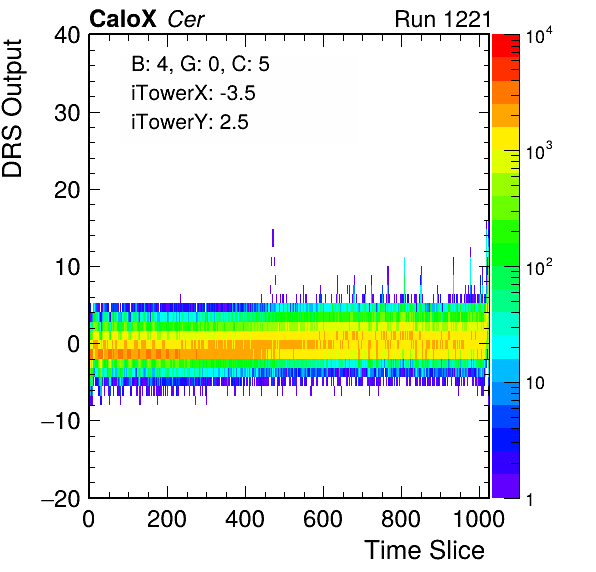 CaloX Cer Run 1221
B: 4, G: 0, C: 5
iTowerX: -3.5
iTowerY: 2.5
DRS Output
40
30
20
10
0
−10
−20
0 200 400 600 800 1000
Time Slice
10^4
10^3
10^2
10
1